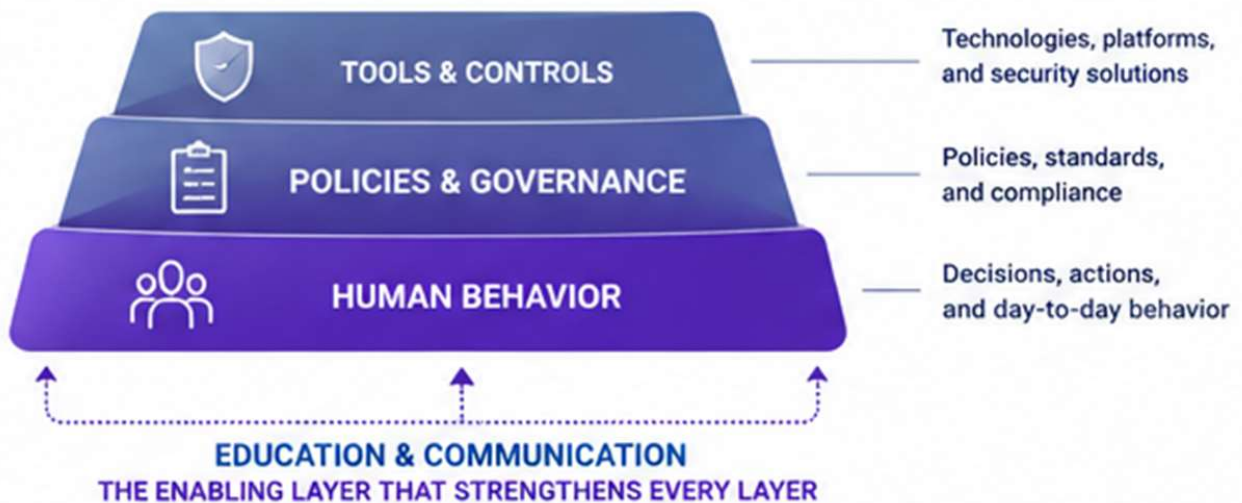 TOOLS & CONTROLS
Technologies, platforms,
and security solutions
POLICIES & GOVERNANCE
Policies, standards,
and compliance
HUMAN BEHAVIOR
Decisions, actions,
and day-to-day behavior
EDUCATION & COMMUNICATION
THE ENABLING LAYER THAT STRENGTHENS EVERY LAYER